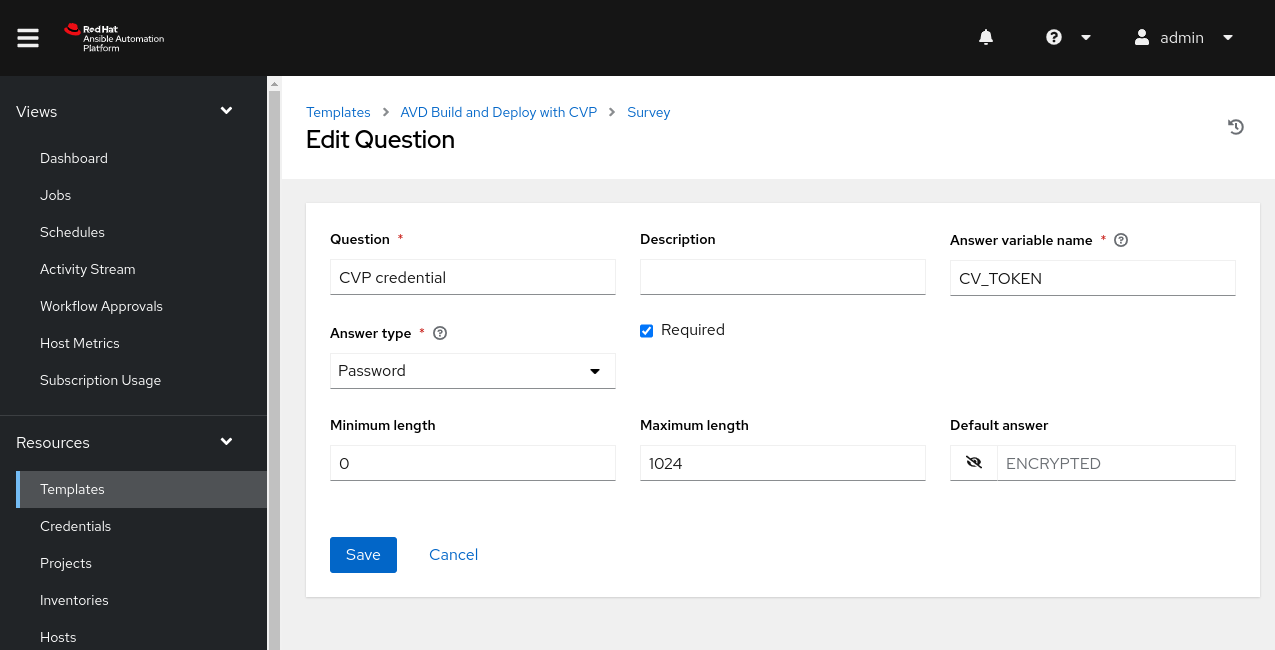 Red Hat
Ansible Automation
Platform
admin
Views
Dashboard
Jobs
Schedules
Activity Stream
Workflow Approvals
Host Metrics
Subscription Usage
Resources
Templates
Credentials
Projects
Inventories
Hosts
Templates > AVD Build and Deploy with CVP > Survey
Edit Question
Question *
CVP credential
Description
Answer variable name *
CV_TOKEN
Answer type *
Password
Required
Minimum length
0
Maximum length
1024
Default answer
ENCRYPTED
Save
Cancel